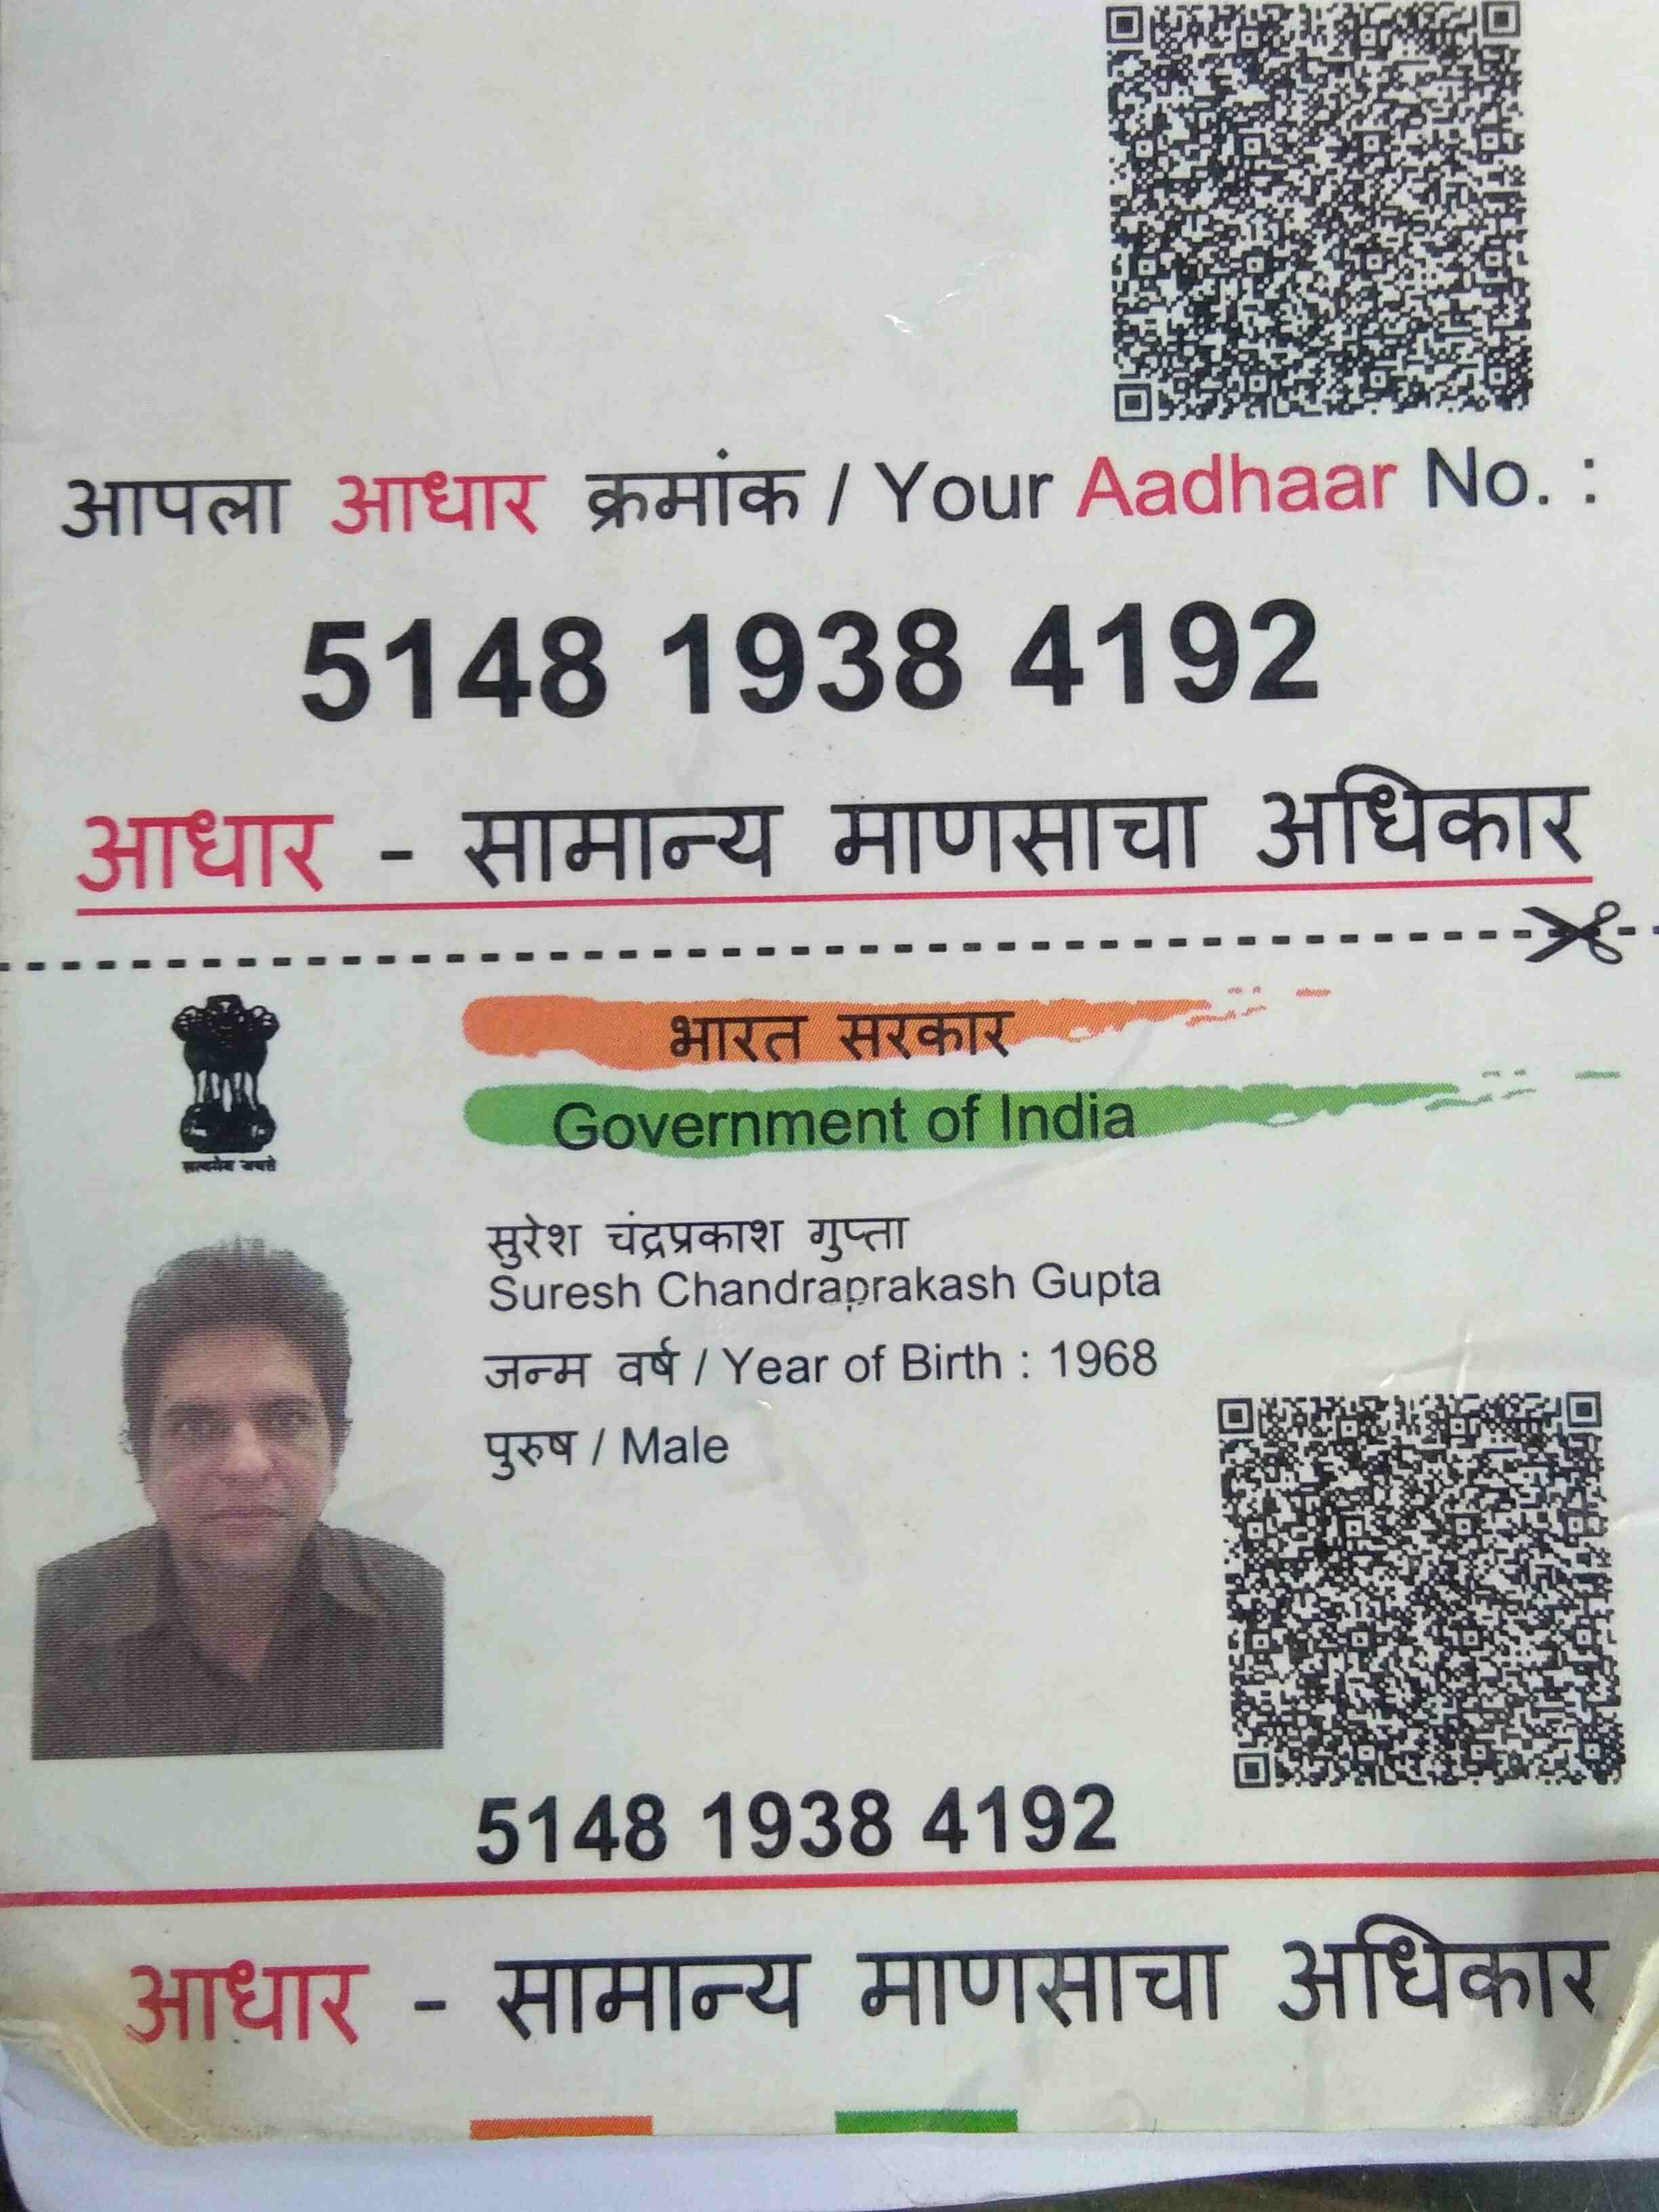 आपला आधार क्रमांक / Your Aadhaar No. :
5148 1938 4192
आधार - सामान्य माणसाचा अधिकार
भारत सरकार
Government of India
सत्यमेव जयते
सुरेश चंद्रप्रकाश गुप्ता
Suresh Chandraprakash Gupta
जन्म वर्ष / Year of Birth : 1968
पुरुष / Male
5148 1938 4192
आधार - सामान्य माणसाचा अधिकार